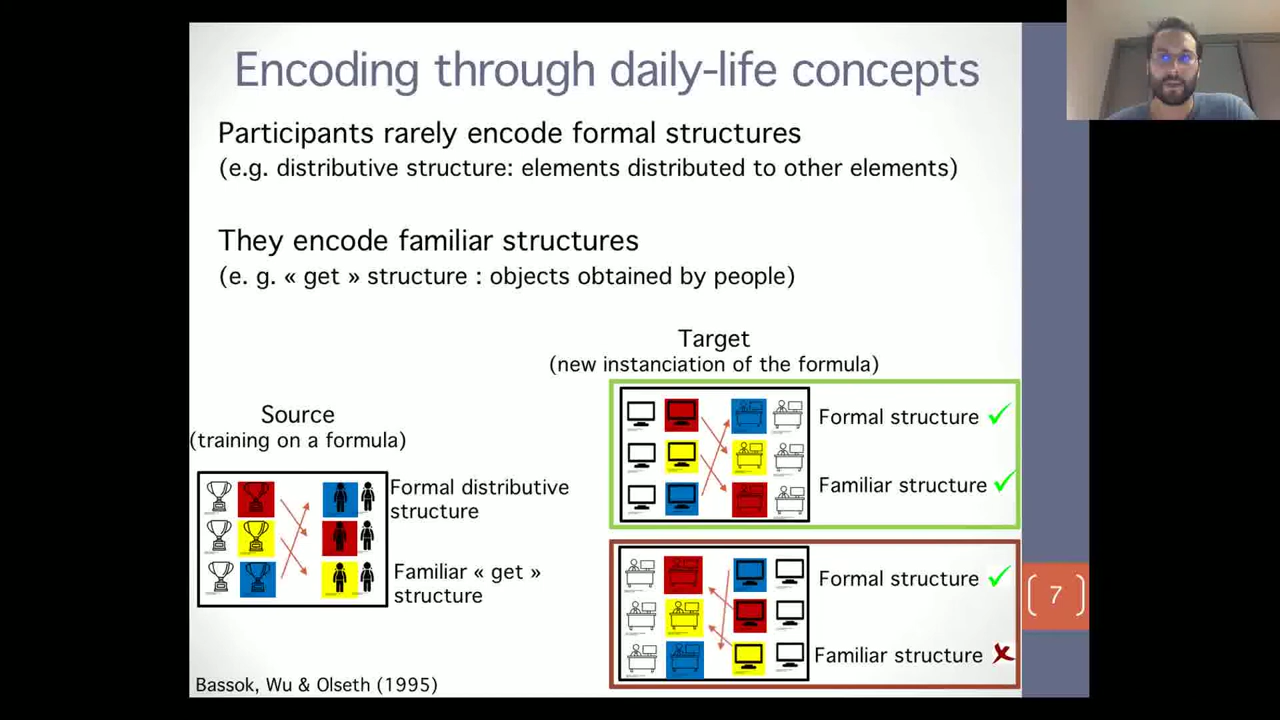 Encoding through daily-life concepts
Participants rarely encode formal structures
(e.g. distributive structure: elements distributed to other elements)
They encode familiar structures
(e. g. « get » structure : objects obtained by people)
Target
(new instanciation of the formula)
Source
(training on a formula)
Formal distributive
structure
Familiar « get »
structure
Formal structure
Familiar structure
Formal structure
Familiar structure
7
Bassok, Wu & Olseth (1995)